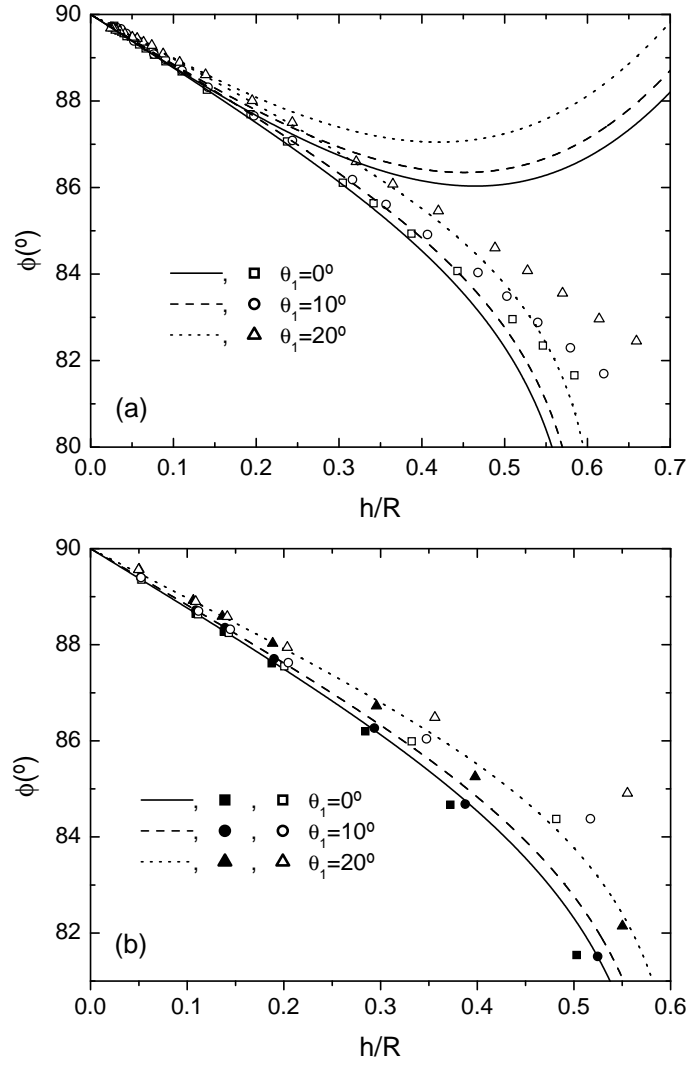 90
88
86
84
82
80
ϕ(º)
, θ₁=0º
, θ₁=10º
, θ₁=20º
(a)
0.0 0.1 0.2 0.3 0.4 0.5 0.6 0.7
h/R
90
88
86
84
82
ϕ(º)
, , θ₁=0º
, , θ₁=10º
, , θ₁=20º
(b)
0.0 0.1 0.2 0.3 0.4 0.5 0.6
h/R